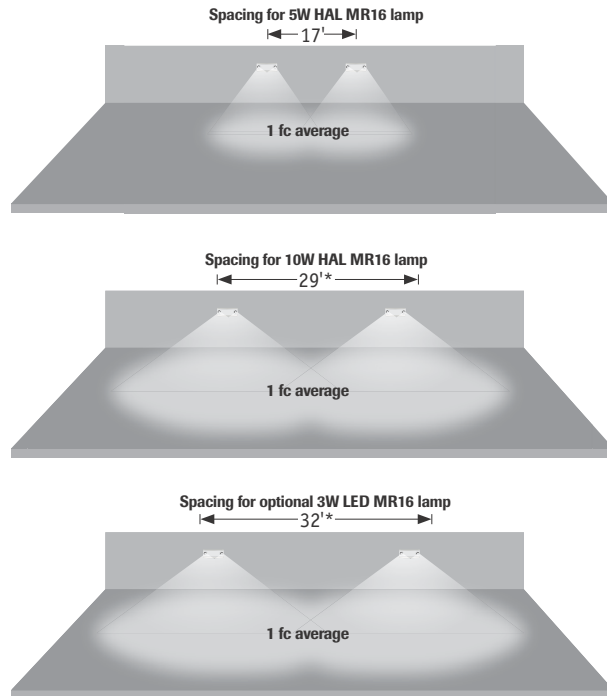 Spacing for 5W HAL MR16 lamp
17'
1 fc average
Spacing for 10W HAL MR16 lamp
29'*
1 fc average
Spacing for optional 3W LED MR16 lamp
32'*
1 fc average